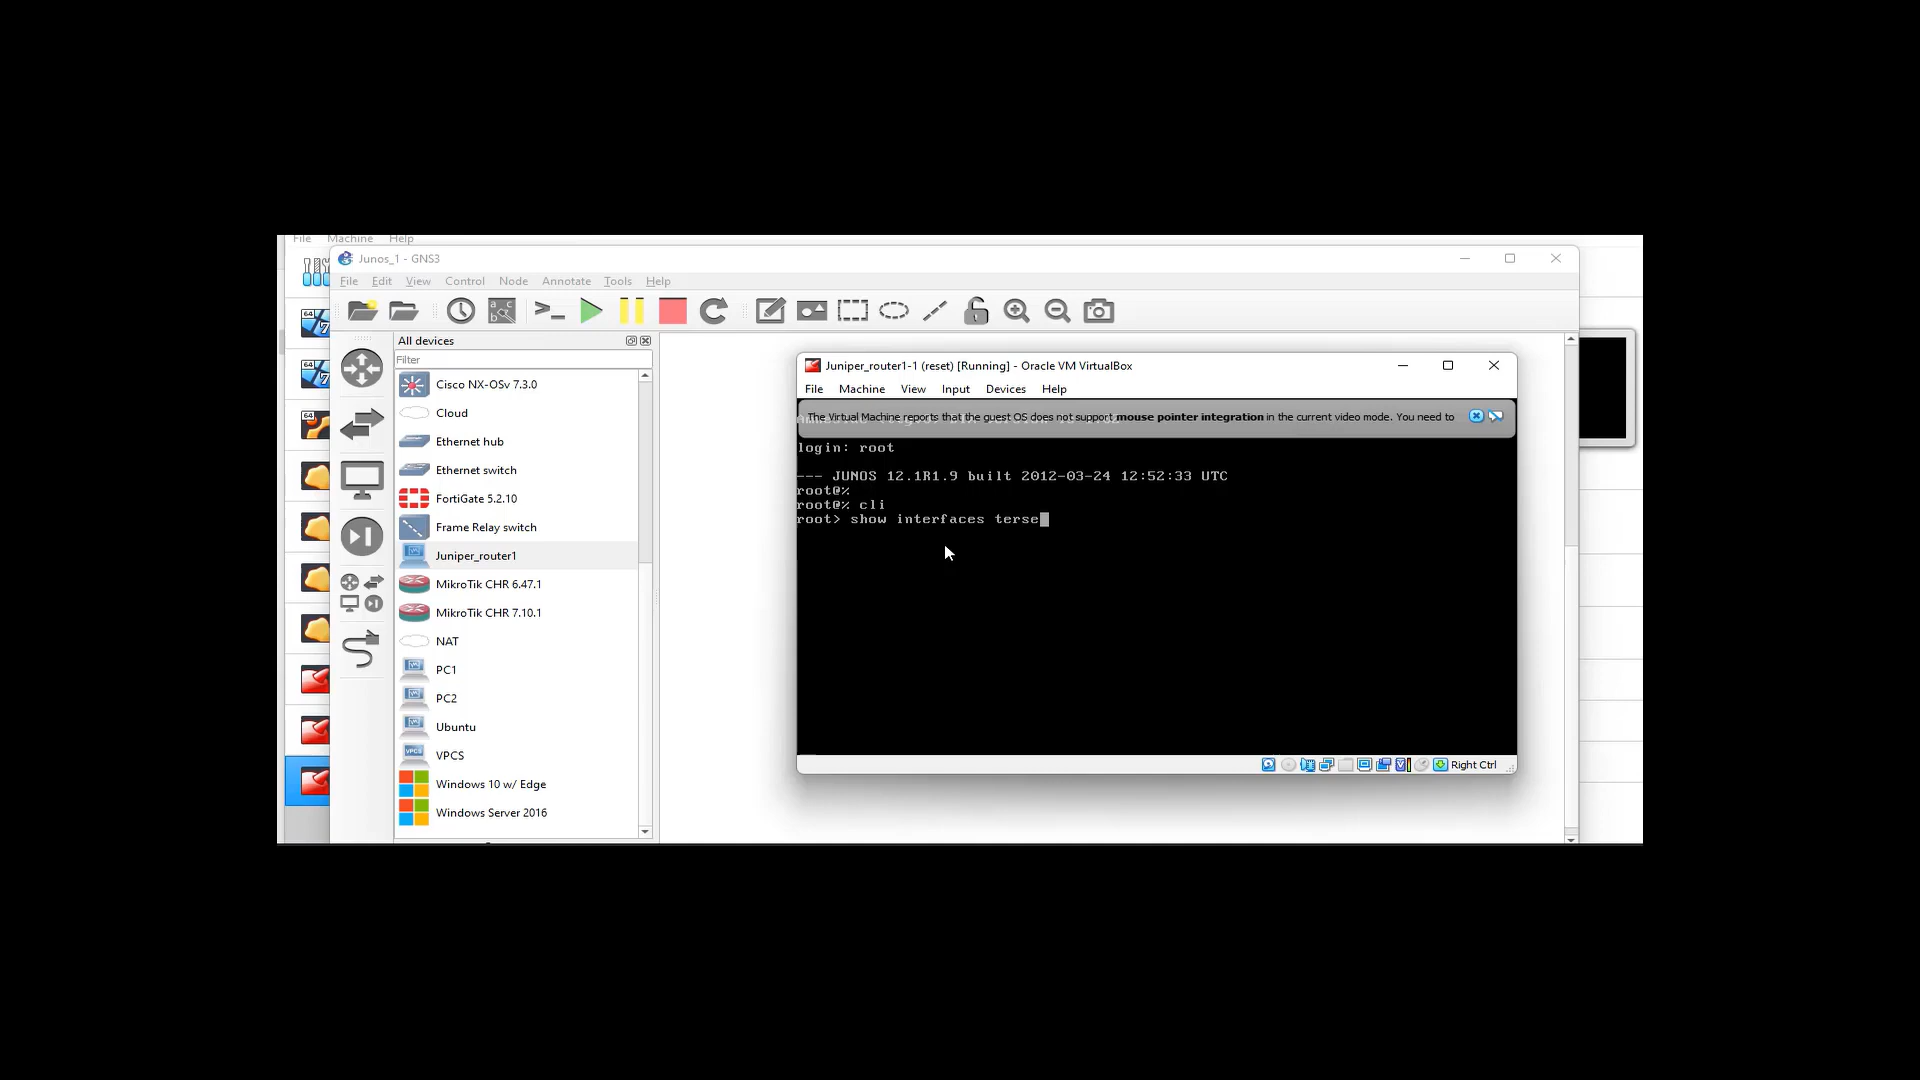 File Machine Help
Junos_1 - GNS3
File Edit View Control Node Annotate Tools Help
All devices
Filter
Cisco NX-OSv 7.3.0
Cloud
Ethernet hub
Ethernet switch
FortiGate 5.2.10
Frame Relay switch
Juniper_router1
MikroTik CHR 6.47.1
MikroTik CHR 7.10.1
NAT
PC1
PC2
Ubuntu
VPCS
Windows 10 w/ Edge
Windows Server 2016
Juniper_router1-1 (reset) [Running] - Oracle VM VirtualBox
File Machine View Input Devices Help
The Virtual Machine reports that the guest OS does not support mouse pointer integration in the current video mode. You need to
login: root
--- JUNOS 12.1R1.9 built 2012-03-24 12:52:33 UTC
root@%
root@% cli
root> show interfaces terse
Right Ctrl